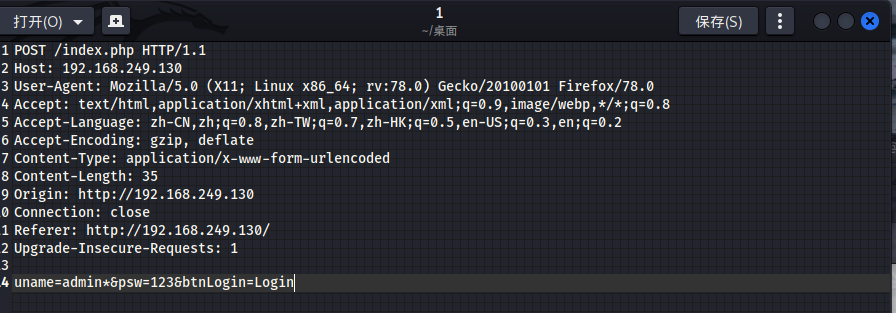 打开(O)
1
~/桌面
保存(S)
1 POST /index.php HTTP/1.1
2 Host: 192.168.249.130
3 User-Agent: Mozilla/5.0 (X11; Linux x86_64; rv:78.0) Gecko/20100101 Firefox/78.0
4 Accept: text/html,application/xhtml+xml,application/xml;q=0.9,image/webp,*/*;q=0.8
5 Accept-Language: zh-CN,zh;q=0.8,zh-TW;q=0.7,zh-HK;q=0.5,en-US;q=0.3,en;q=0.2
6 Accept-Encoding: gzip, deflate
7 Content-Type: application/x-www-form-urlencoded
8 Content-Length: 35
9 Origin: http://192.168.249.130
0 Connection: close
1 Referer: http://192.168.249.130/
2 Upgrade-Insecure-Requests: 1
3
4 uname=admin*&psw=123&btnLogin=Login